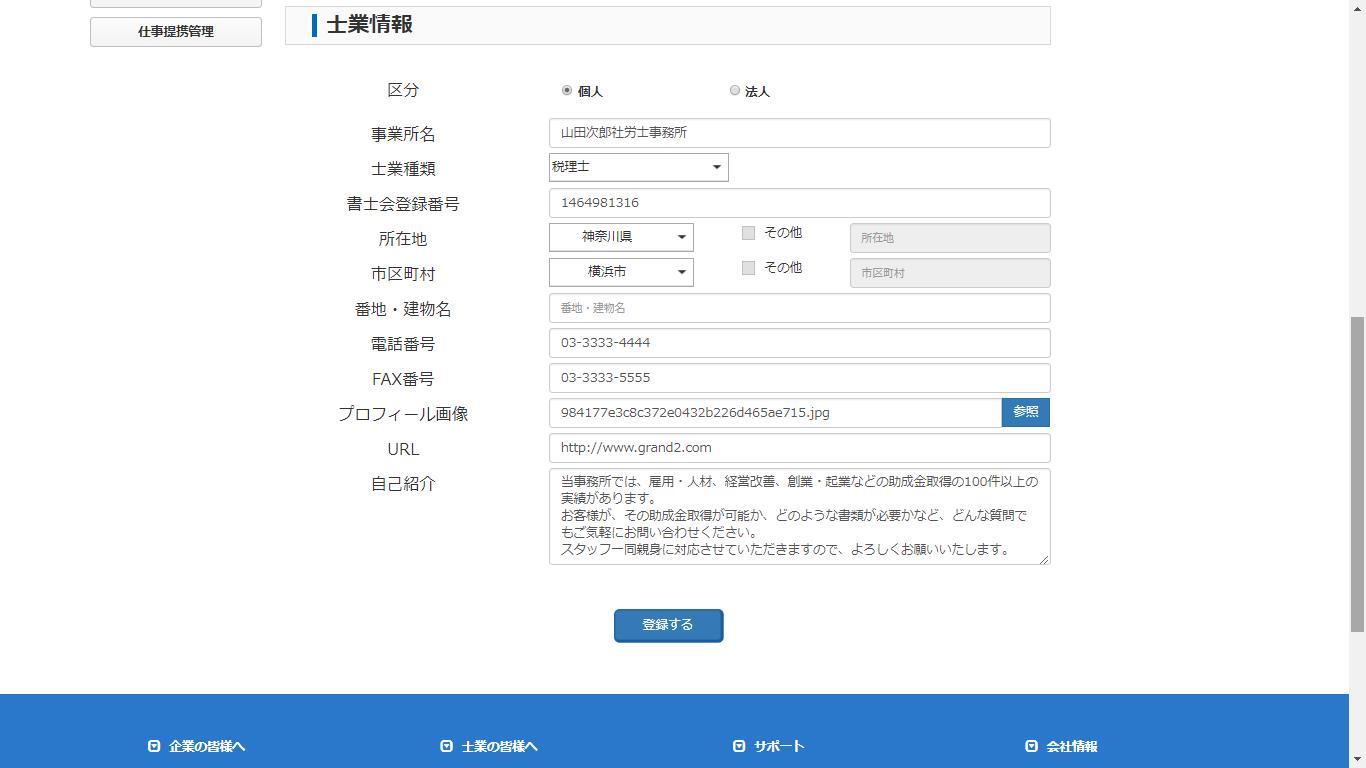 仕事提携管理
士業情報
区分
個人
法人
事業所名
山田次郎社労士事務所
士業種類
税理士
書士会登録番号
1464981316
所在地
神奈川県
その他
所在地
市区町村
横浜市
その他
市区町村
番地・建物名
番地・建物名
電話番号
03-3333-4444
FAX番号
03-3333-5555
プロフィール画像
984177e3c8c372e0432b226d465ae715.jpg
参照
URL
http://www.grand2.com
自己紹介
当事務所では、雇用・人材、経営改善、創業・起業などの助成金取得の100件以上の
実績があります。
お客様が、その助成金取得が可能か、どのような書類が必要かなど、どんな質問で
もご気軽にお問い合わせください。
スタッフ一同親身に対応させていただきますので、よろしくお願いいたします。
登録する
企業の皆様へ
士業の皆様へ
サポート
会社情報